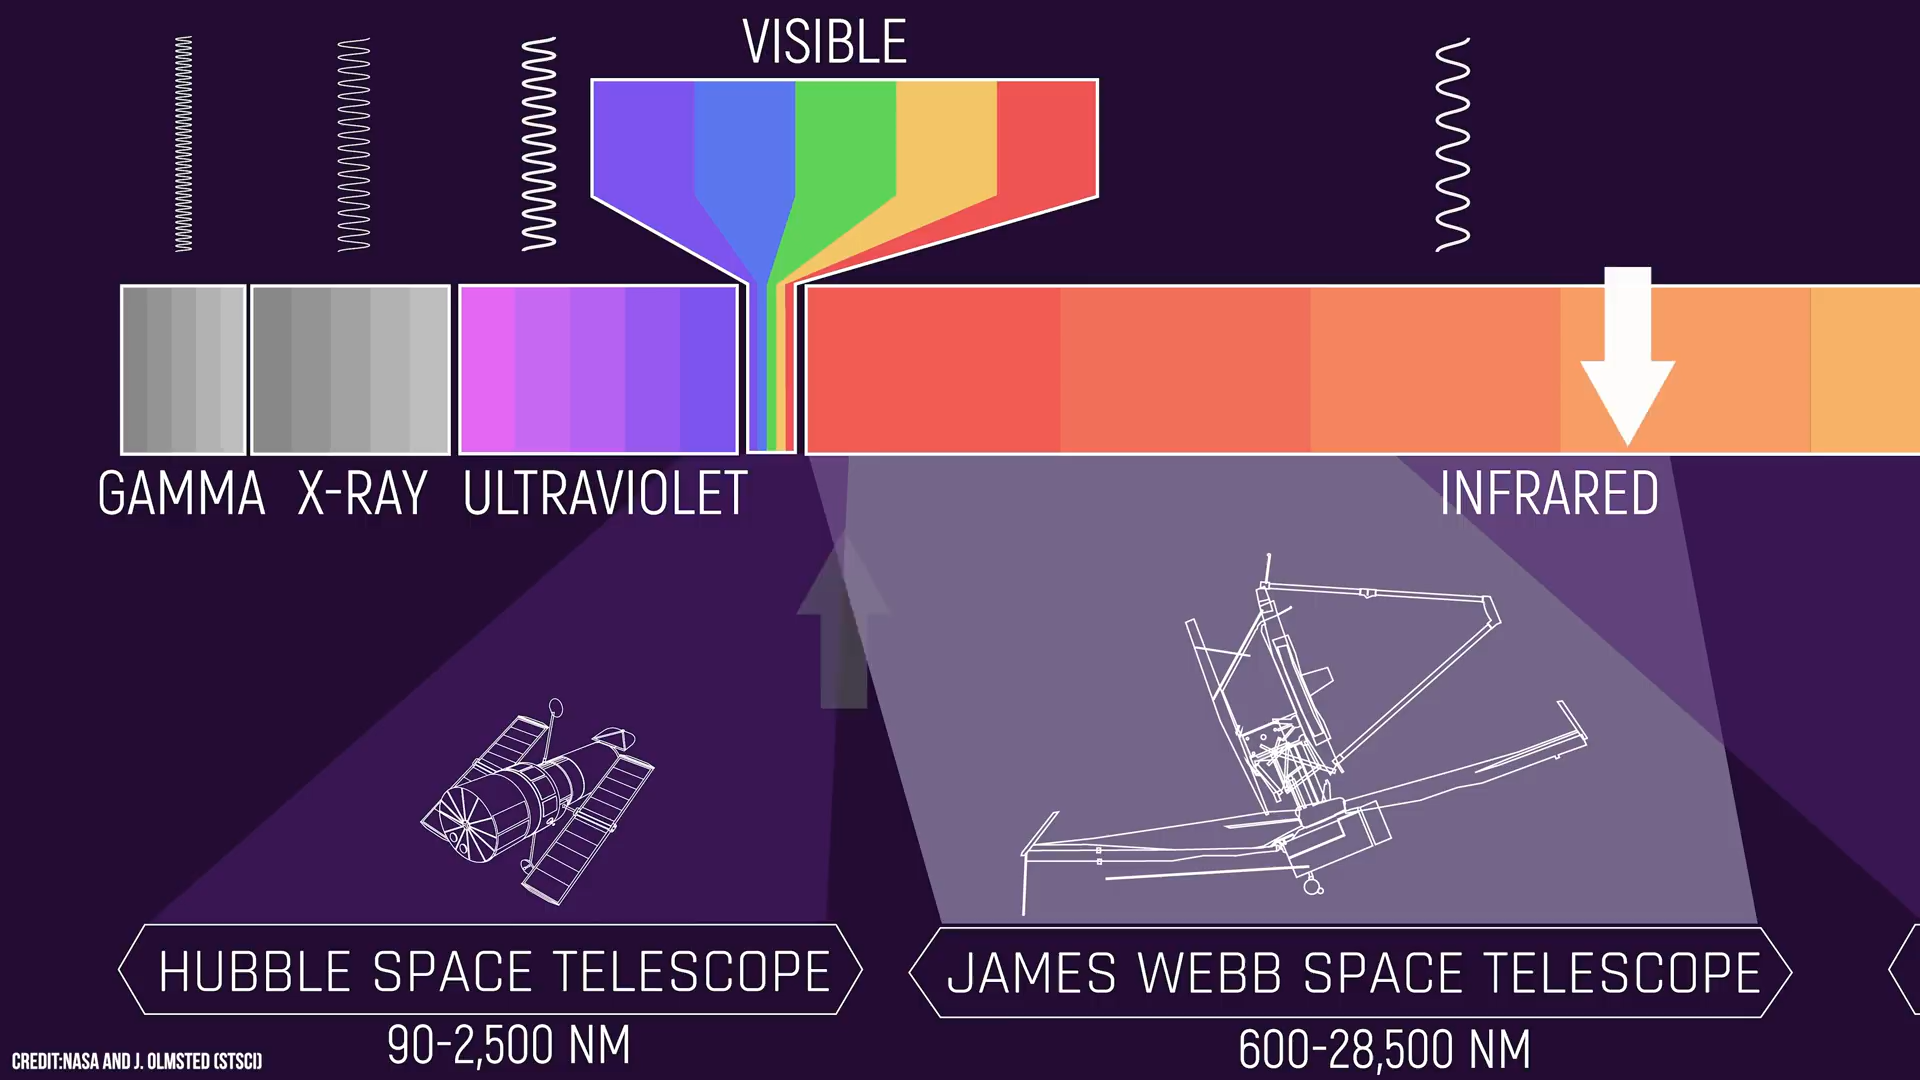 VISIBLE
GAMMA X-RAY ULTRAVIOLET INFRARED
HUBBLE SPACE TELESCOPE
90-2,500 NM
JAMES WEBB SPACE TELESCOPE
600-28,500 NM
CREDIT:NASA AND J. OLMSTED (STSCI)